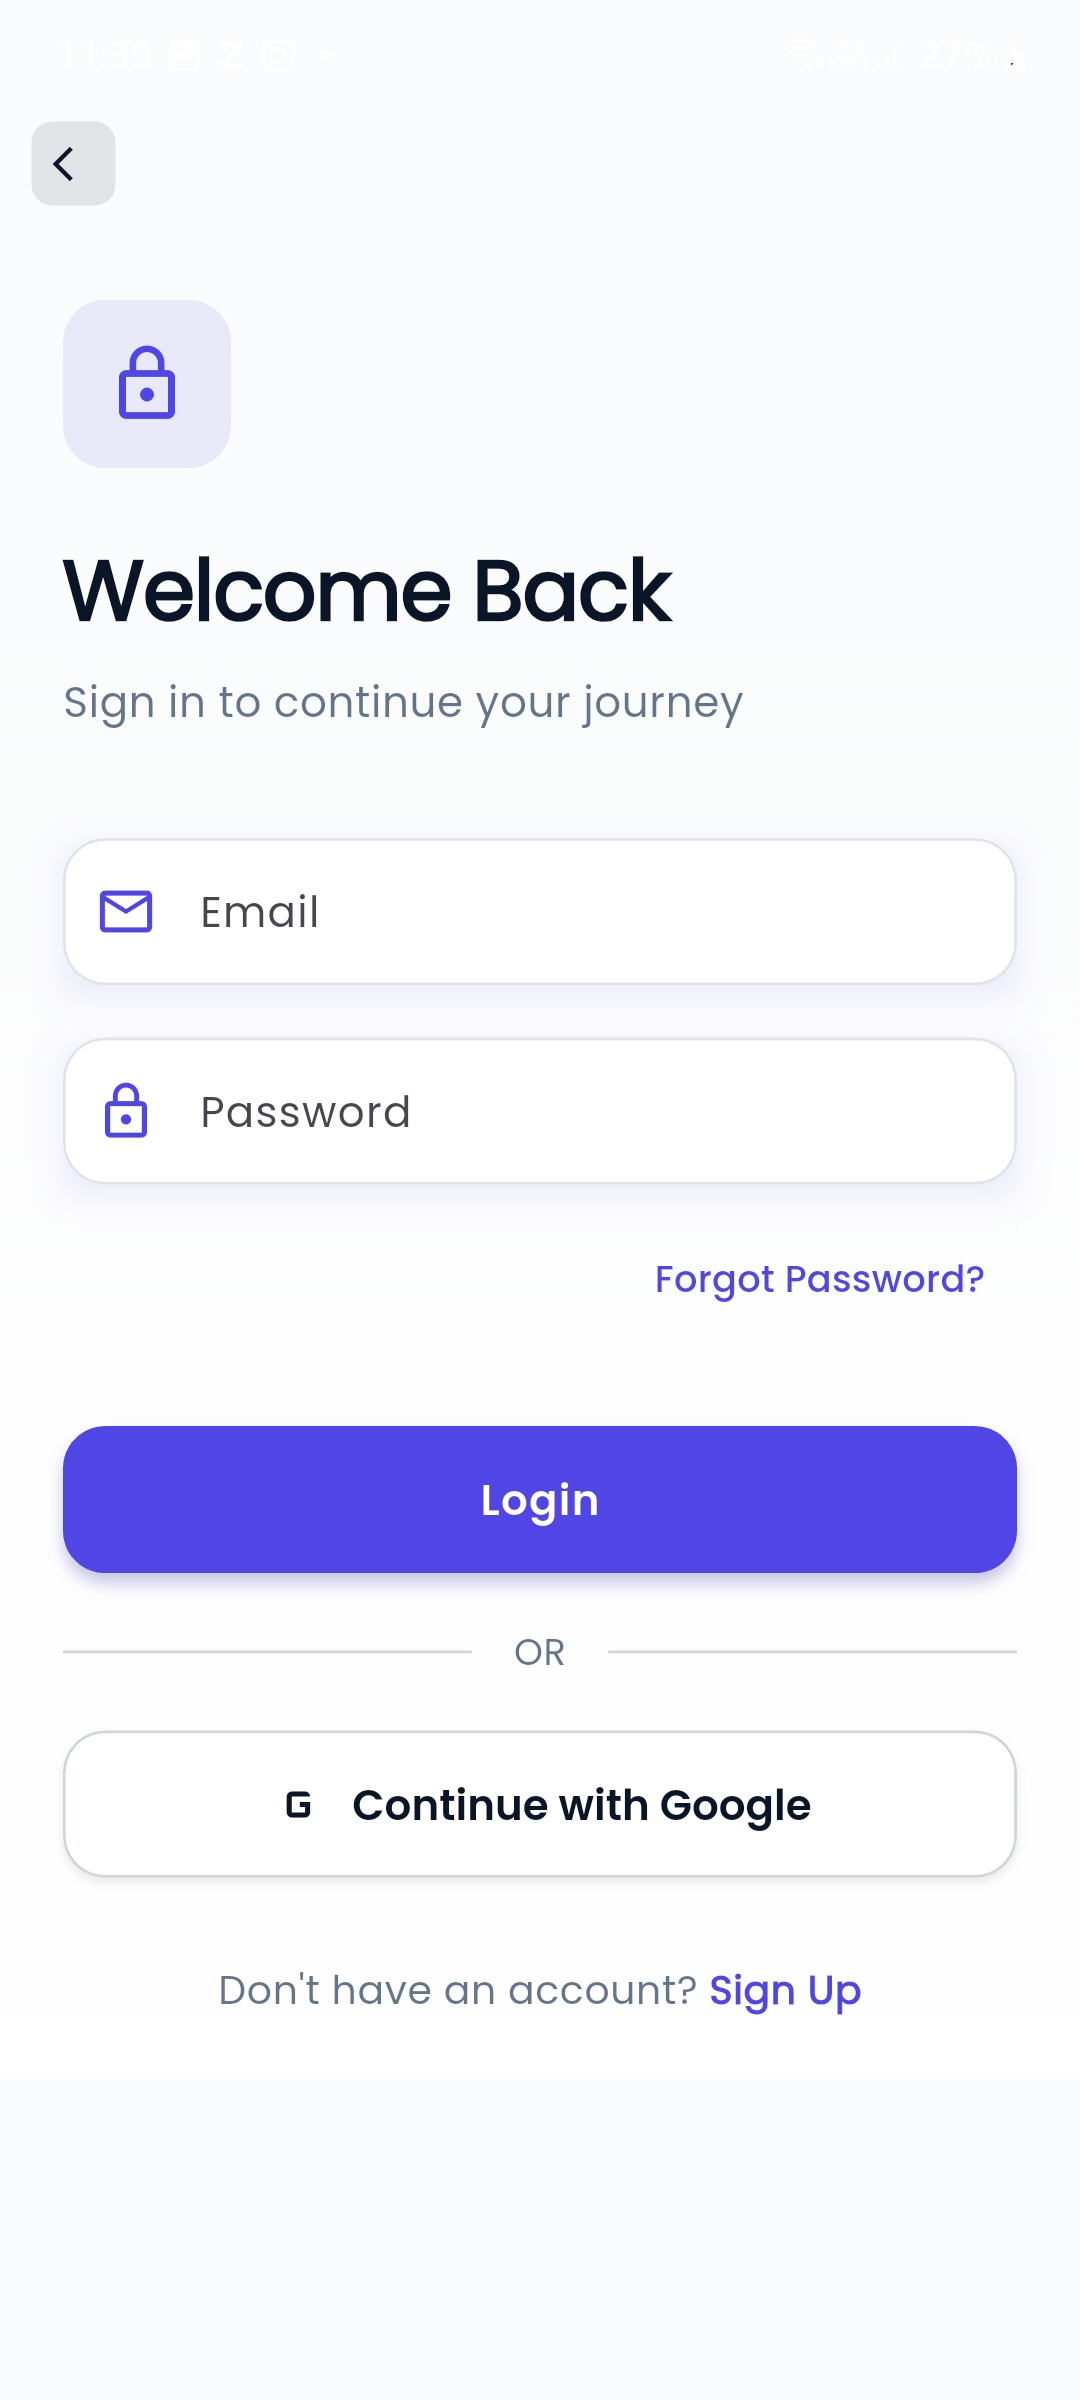 11:39 Z 27%
Welcome Back
Sign in to continue your journey
Email
Password
Forgot Password?
Login
OR
G Continue with Google
Don't have an account? Sign Up